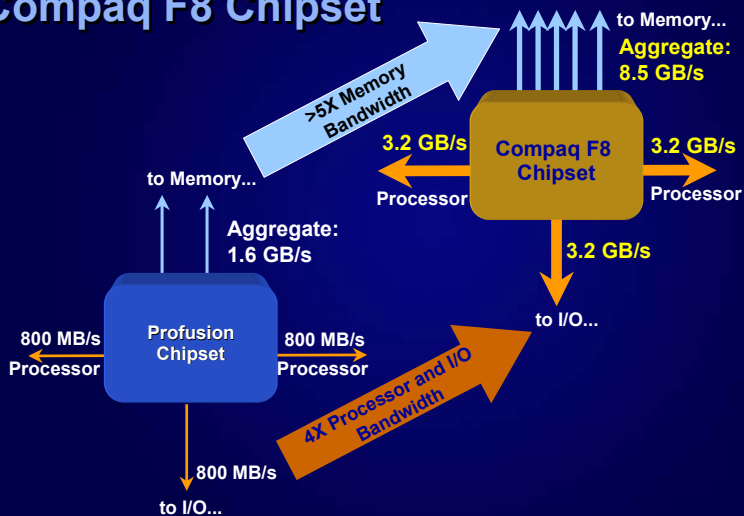 Compaq F8 Chipset
to Memory...
Aggregate:
8.5 GB/s
>5X Memory
Bandwidth
3.2 GB/s
Compaq F8
Chipset
3.2 GB/s
Processor
Processor
3.2 GB/s
to I/O...
to Memory...
Aggregate:
1.6 GB/s
800 MB/s
Processor
Profusion
Chipset
800 MB/s
Processor
4X Processor and I/O
Bandwidth
800 MB/s
to I/O...